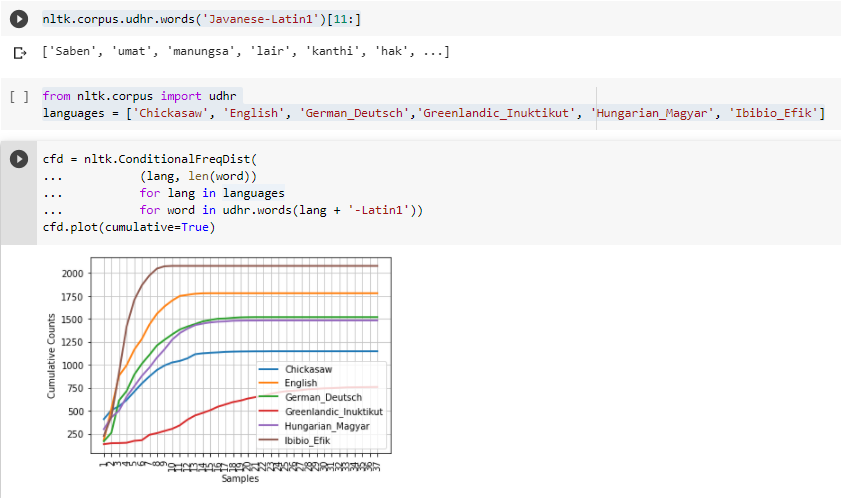 nltk.corpus.udhr.words('Javanese-Latin1')[11:]
['Saben', 'umat', 'manungsa', 'lair', 'kanthi', 'hak', ...]
[ ] from nltk.corpus import udhr
languages = ['Chickasaw', 'English', 'German_Deutsch','Greenlandic_Inuktikut', 'Hungarian_Magyar', 'Ibibio_Efik']
cfd = nltk.ConditionalFreqDist(
... (lang, len(word))
... for lang in languages
... for word in udhr.words(lang + '-Latin1'))
cfd.plot(cumulative=True)
2000
1750
1500
1250
1000
750
500
250
Cumulative Counts
Chickasaw
English
German_Deutsch
Greenlandic_Inuktikut
Hungarian_Magyar
Ibibio_Efik
1 2 3 4 5 6 7 8 9 10 11 12 13 14 15 16 17 18 19 20 21 22 23 24 25 26 27 28 29 30 31 32 33 34 35 36 37
Samples